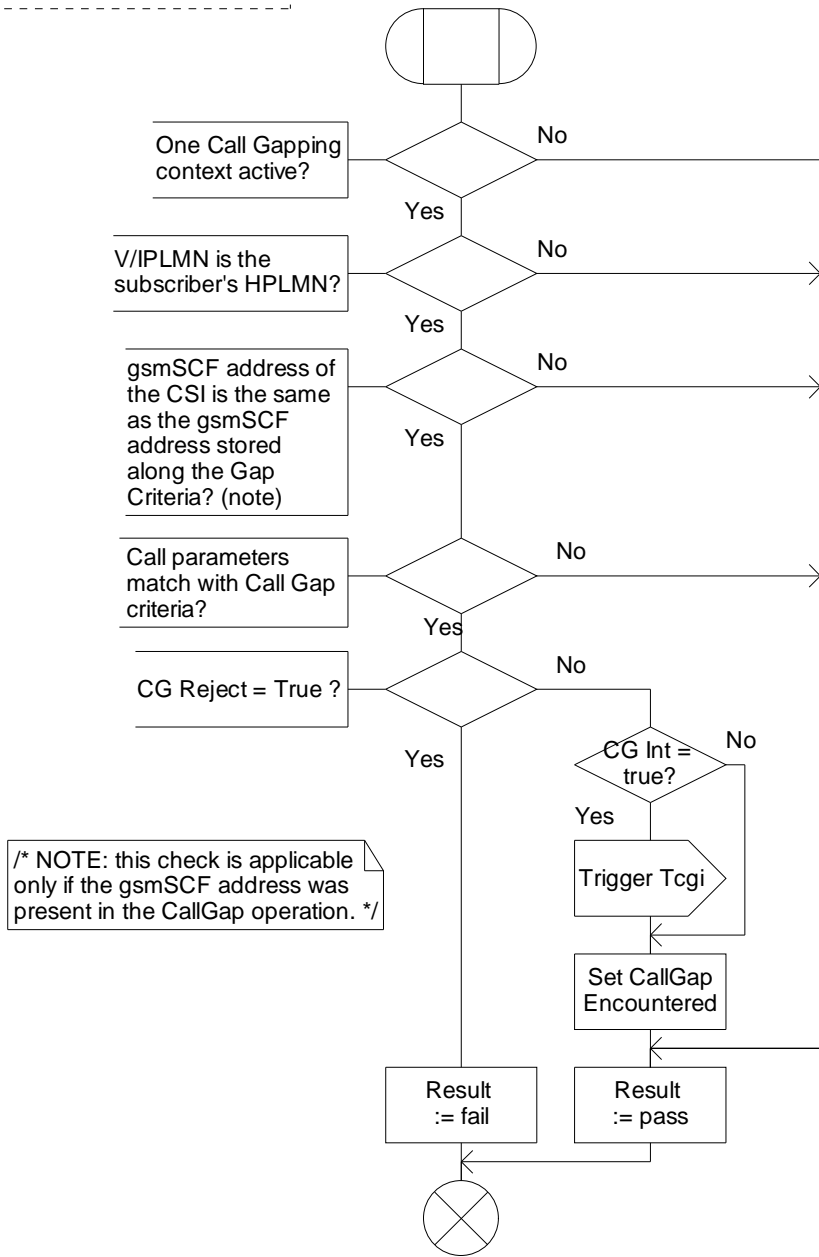 One Call Gapping
context active?
No
Yes
V/IPLMN is the
subscriber's HPLMN?
No
Yes
gsmSCF address of
the CSI is the same
as the gsmSCF
address stored
along the Gap
Criteria? (note)
No
Yes
Call parameters
match with Call Gap
criteria?
No
Yes
CG Reject = True ?
No
Yes
CG Int =
true?
No
Yes
/* NOTE: this check is applicable
only if the gsmSCF address was
present in the CallGap operation. */
Trigger Tcgi
Set CallGap
Encountered
Result
:= fail
Result
:= pass